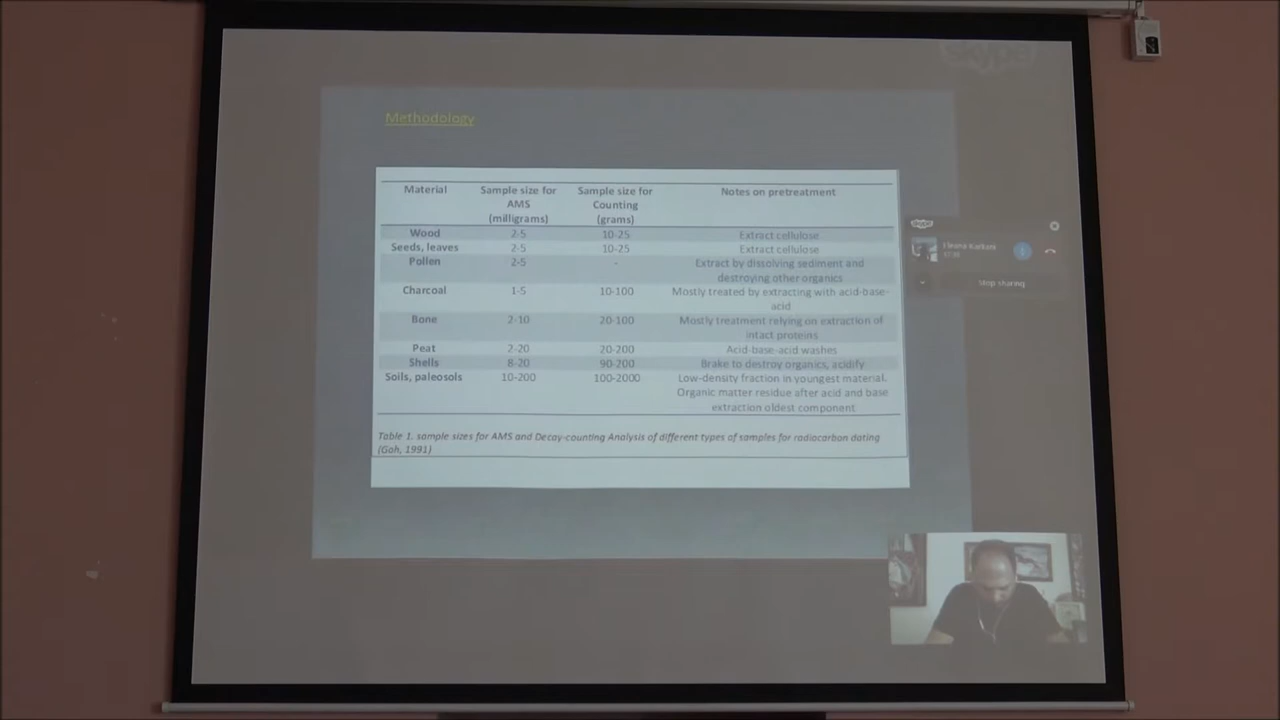 skype
Methodology
Material Sample size for Sample size for Notes on pretreatment
AMS Counting
(milligrams) (grams)
Wood 2-5 10-25 Extract cellulose
Seeds, leaves 2-5 10-25 Extract cellulose
Pollen 2-5 - Extract by dissolving sediment and
destroying other organics
Charcoal 1-5 10-100 Mostly treated by extracting with acid-base-
acid
Bone 2-10 20-100 Mostly treatment relying on extraction of
intact proteins
Peat 2-20 20-200 Acid-base-acid washes
Shells 8-20 90-200 Brake to destroy organics, acidify
Soils, paleosols 10-200 100-2000 Low-density fraction in youngest material.
Organic matter residue after acid and base
extraction oldest component
Table 1. sample sizes for AMS and Decay-counting Analysis of different types of samples for radiocarbon dating
(Goh, 1991)
skype
Stop sharing